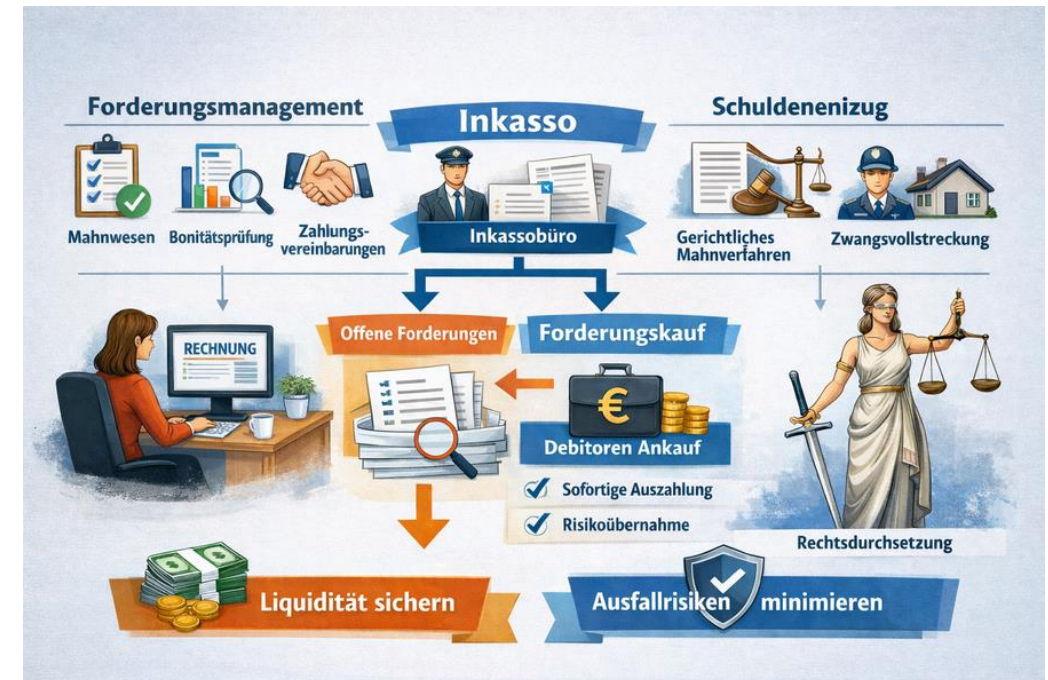 Forderungsmanagement
Inkasso
Schuldenenizug
Mahnwesen
Bonitätsprüfung
Zahlungs-
vereinbarungen
Inkassobüro
Gerichtliches
Mahnverfahren
Zwangsvollstreckung
RECHNUNG
Offene Forderungen
Forderungskauf
€
Debitoren Ankauf
Sofortige Auszahlung
Risikoübernahme
Rechtsdurchsetzung
Liquidität sichern
Ausfallrisiken minimieren